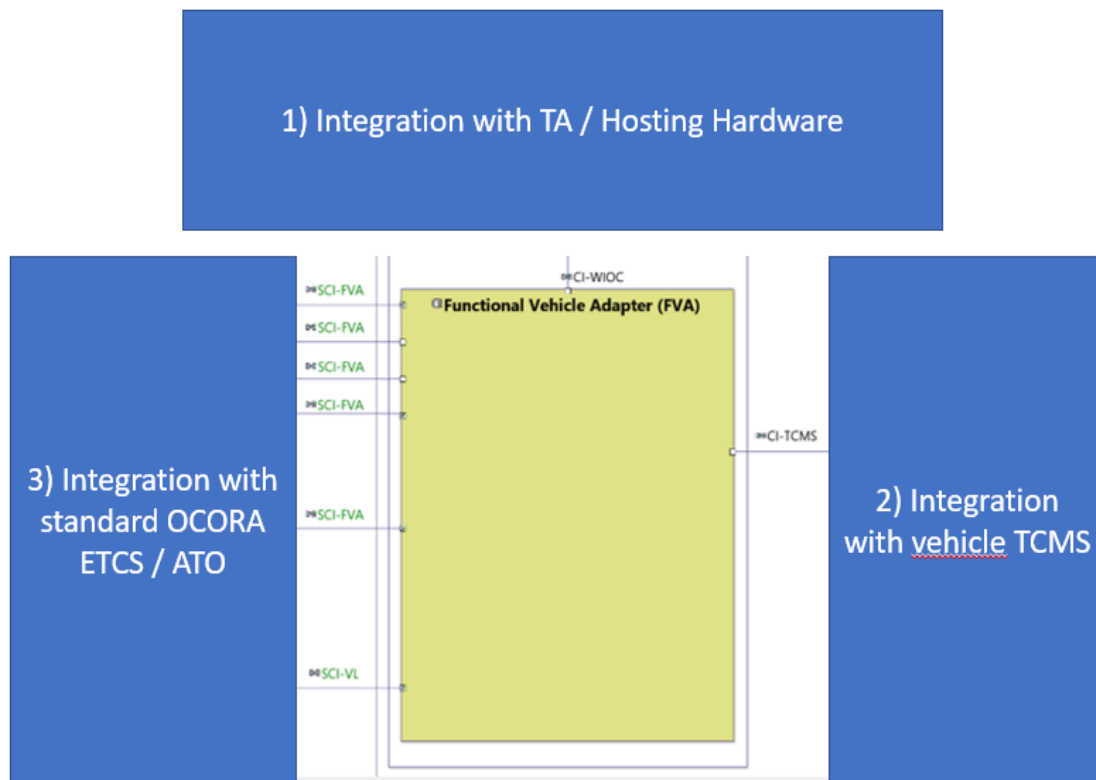 1) Integration with TA / Hosting Hardware
CI-WIOC
SCI-FVA
Functional Vehicle Adapter (FVA)
SCI-FVA
SCI-FVA
SCI-FVA
CI-TCMS
3) Integration with
standard OCORA
ETCS / ATO
SCI-FVA
2) Integration
with vehicle TCMS
SCI-VL